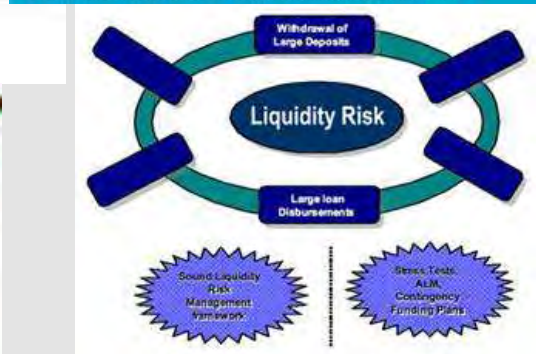 Withdrawal of
Large Deposits
Liquidity Risk
Large loan
Disbursements
Sound Liquidity
Risk
Management
framework
Stress Tests,
ALM,
Contingency
Funding Plans